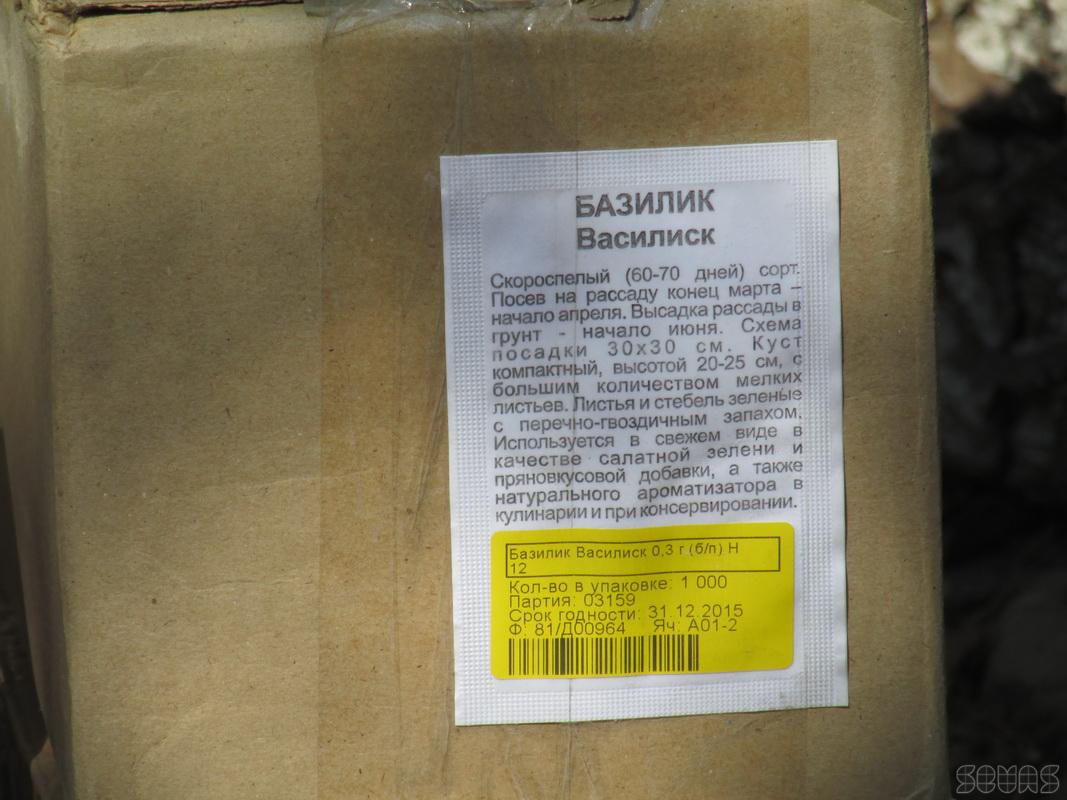 БАЗИЛИК
Василиск
Скороспелый (60-70 дней) сорт.
Посев на рассаду конец марта –
начало апреля. Высадка рассады в
грунт - начало июня. Схема
посадки 30х30 см. Куст
компактный, высотой 20-25 см, с
большим количеством мелких
листьев. Листья и стебель зеленые
с перечно-гвоздичным запахом.
Используется в свежем виде в
качестве салатной зелени и
пряновкусовой добавки, а также
натурального ароматизатора в
кулинарии и при консервировании.
Базилик Василиск 0,3 г (б/п) Н
12
Кол-во в упаковке: 1 000
Партия: 03159
Срок годности: 31.12.2015
Ф: 81/Д00964 Яч: А01-2
SEVAS